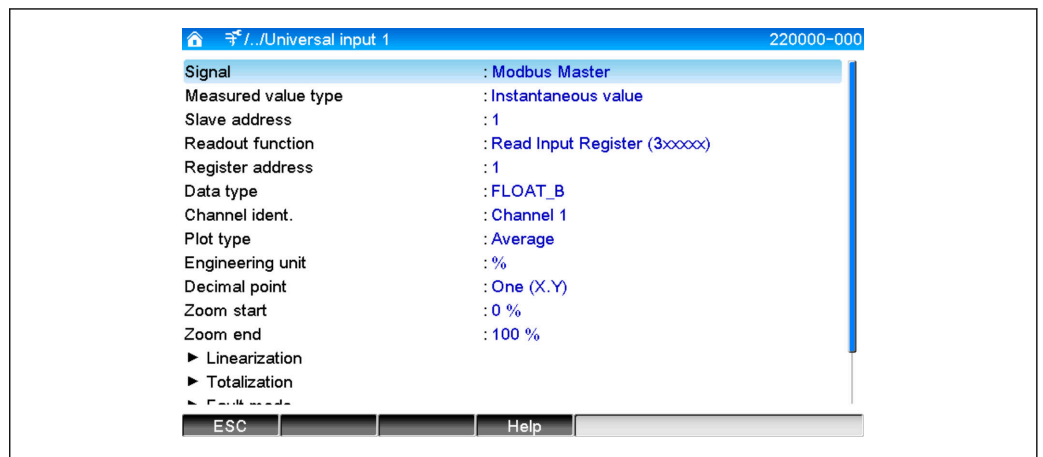 /../Universal input 1 220000-000
Signal : Modbus Master
Measured value type : Instantaneous value
Slave address : 1
Readout function : Read Input Register (3xxxxx)
Register address : 1
Data type : FLOAT_B
Channel ident. : Channel 1
Plot type : Average
Engineering unit : %
Decimal point : One (X.Y)
Zoom start : 0 %
Zoom end : 100 %
► Linearization
► Totalization
► Fault mode
ESC Help